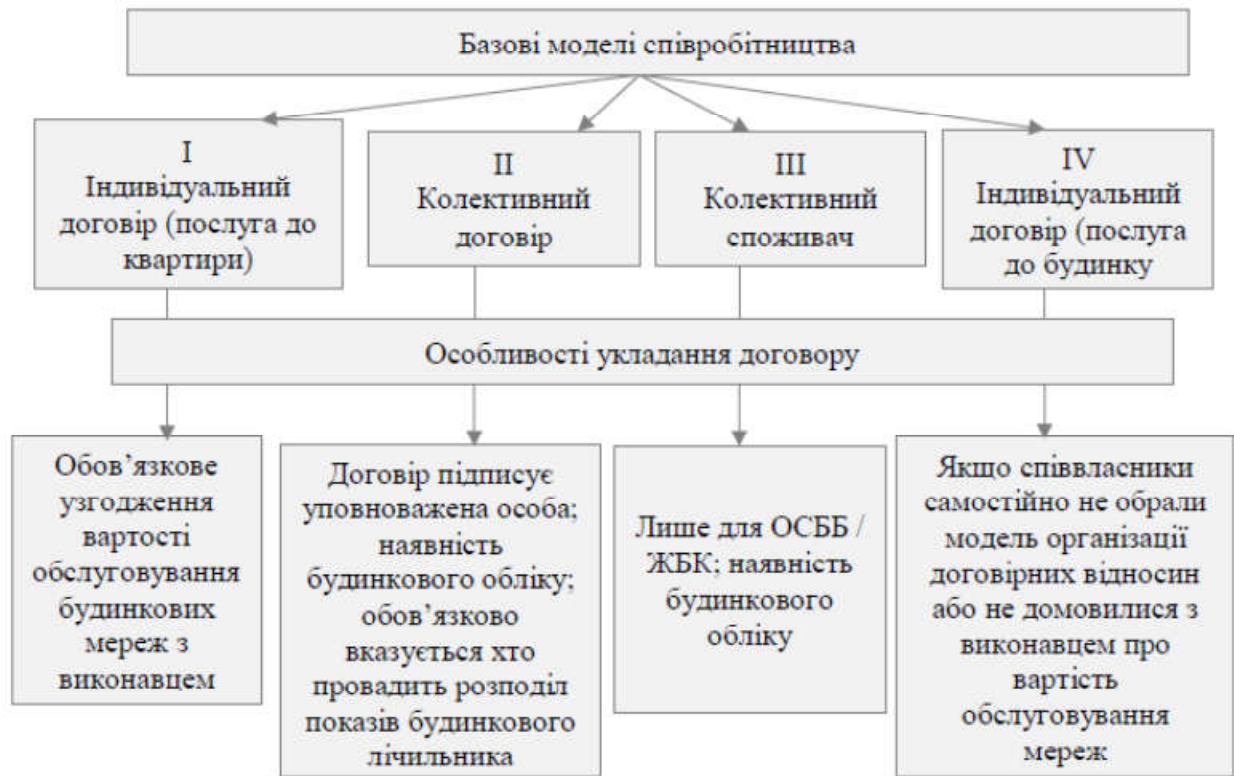 Базові моделі співробітництва
I
Індивідуальний
договір (послуга до
квартири)
II
Колективний
договір
III
Колективний
споживач
IV
Індивідуальний
договір (послуга
до будинку
Особливості укладання договору
Обов’язкове
узгодження
вартості
обслуговування
будинкових
мереж з
виконавцем
Договір підписує
уповноважена особа;
наявність
будинкового обліку;
обов’язково
вказується хто
провадить розподіл
показів будинкового
лічильника
Лише для ОСББ /
ЖБК; наявність
будинкового
обліку
Якщо співвласники
самостійно не обрали
модель організації
договірних відносин
або не домовилися з
виконавцем про
вартість
обслуговування
мереж